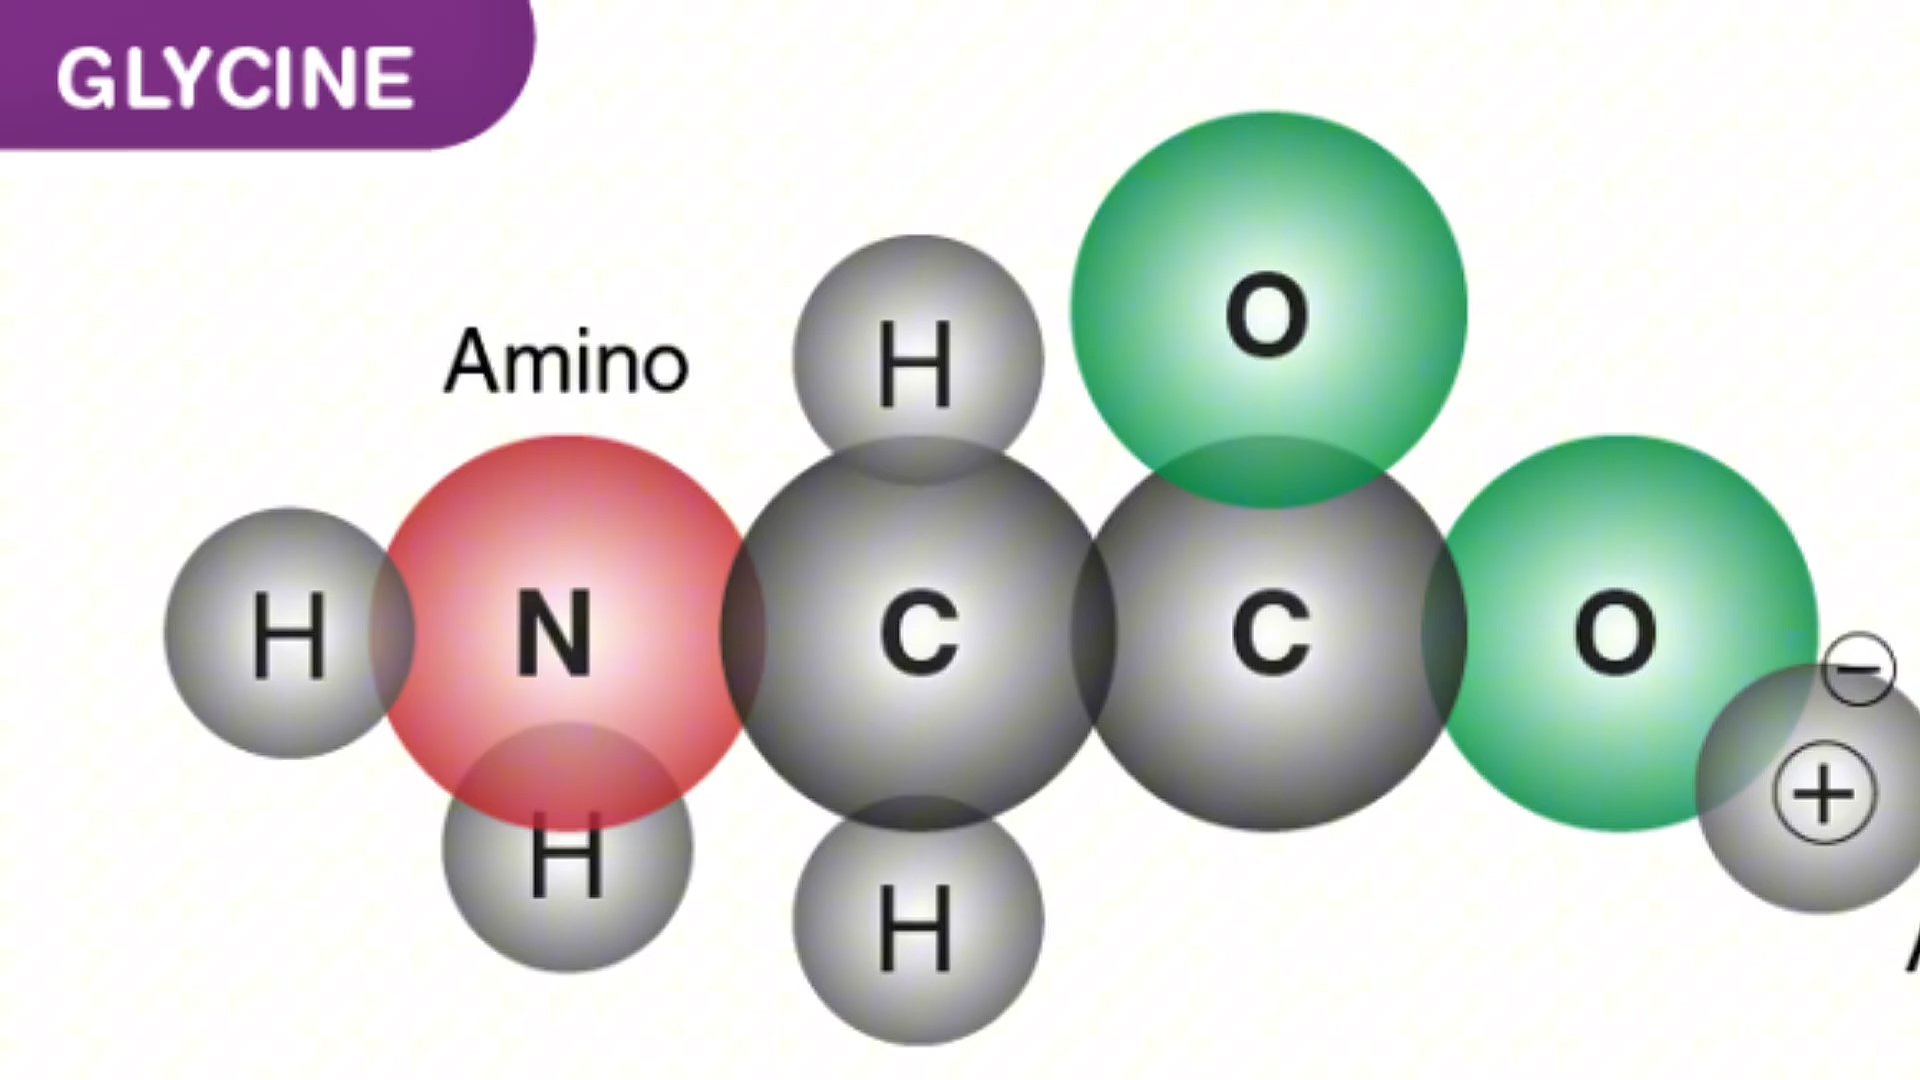 GLYCINE
O
H
Amino
H N C C O
−
+
H
H